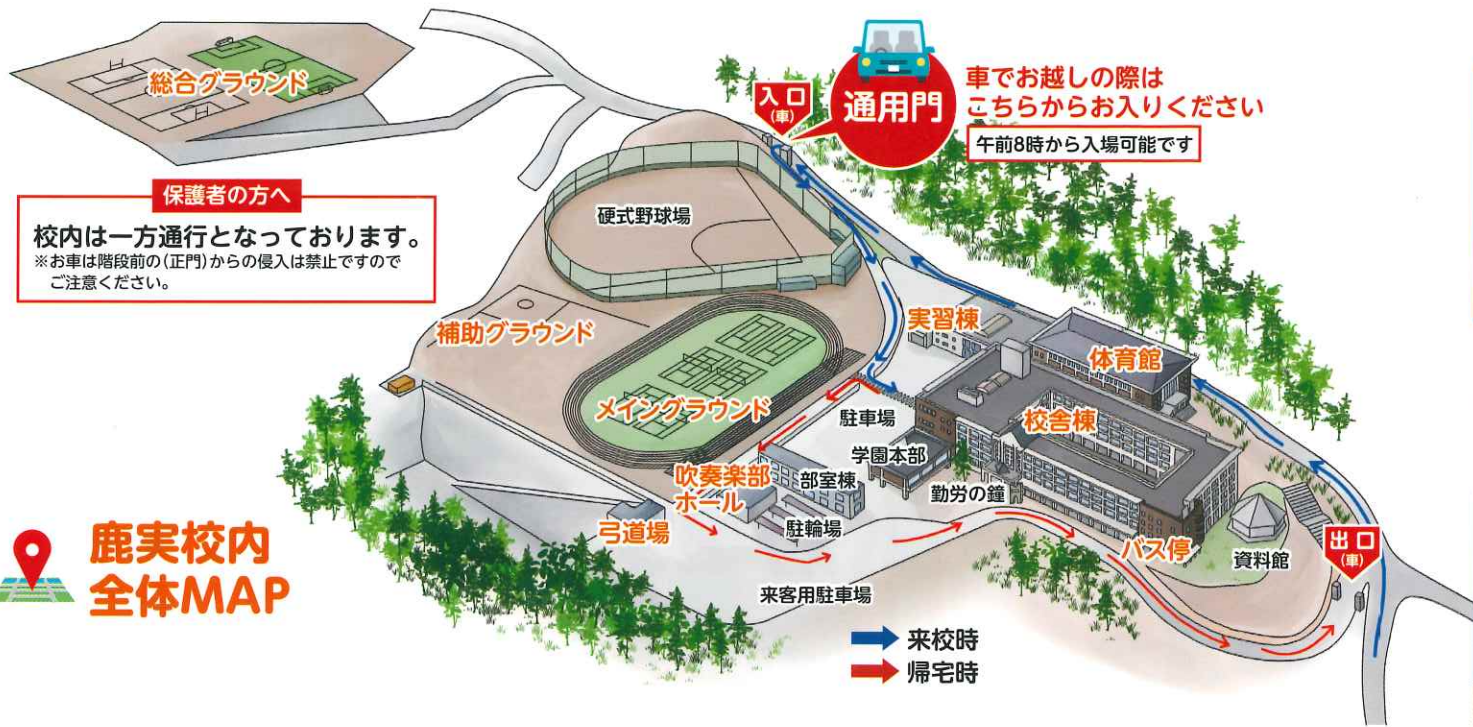 総合グラウンド
入口
(車)
通用門
車でお越しの際は
こちらからお入りください
午前8時から入場可能です
保護者の方へ
校内は一方通行となっております。
※お車は階段前の(正門)からの侵入は禁止ですので
ご注意ください。
硬式野球場
補助グラウンド
実習棟
体育館
メイングラウンド
駐車場
校舎棟
学園本部
吹奏楽部
ホール
部室棟
勤労の鐘
弓道場
駐輪場
バス停
資料館
出口
(車)
鹿実校内
全体MAP
来客用駐車場
来校時
帰宅時